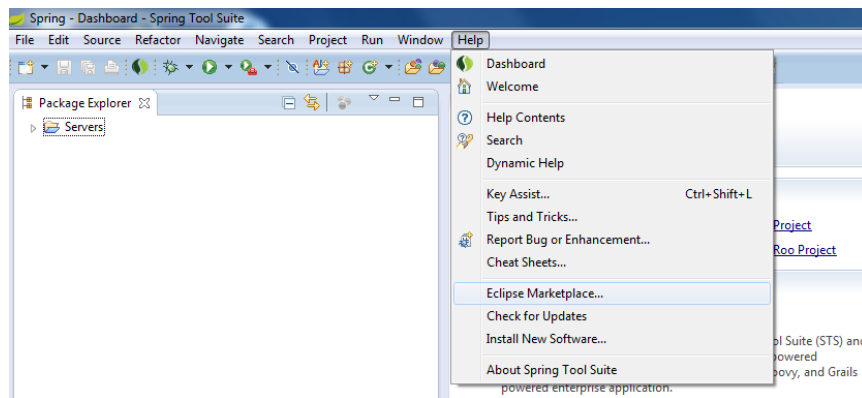 Spring - Dashboard - Spring Tool Suite
File Edit Source Refactor Navigate Search Project Run Window Help
Package Explorer
Servers
Dashboard
Welcome
Help Contents
Search
Dynamic Help
Key Assist... Ctrl+Shift+L
Tips and Tricks...
Report Bug or Enhancement...
Cheat Sheets...
Eclipse Marketplace...
Check for Updates
Install New Software...
About Spring Tool Suite
Project
Roo Project
ol Suite (STS) and
powered
oovy, and Grails
powered enterprise application.